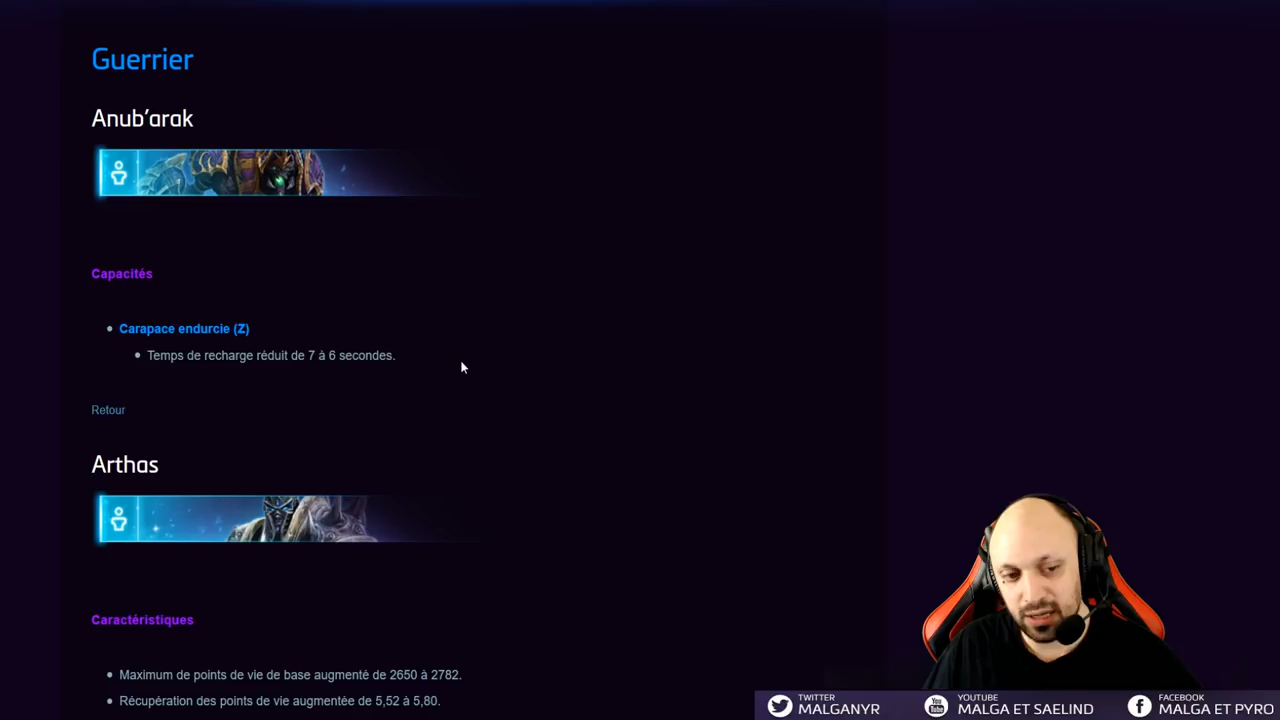 Guerrier
Anub’arak
Capacités
Carapace endurcie (Z)
Temps de recharge réduit de 7 à 6 secondes.
Retour
Arthas
Caractéristiques
Maximum de points de vie de base augmenté de 2650 à 2782.
Récupération des points de vie augmentée de 5,52 à 5,80.
TWITTER
MALGANYR
YOUTUBE
MALGA ET SAELIND
FACEBOOK
MALGA ET PYRO